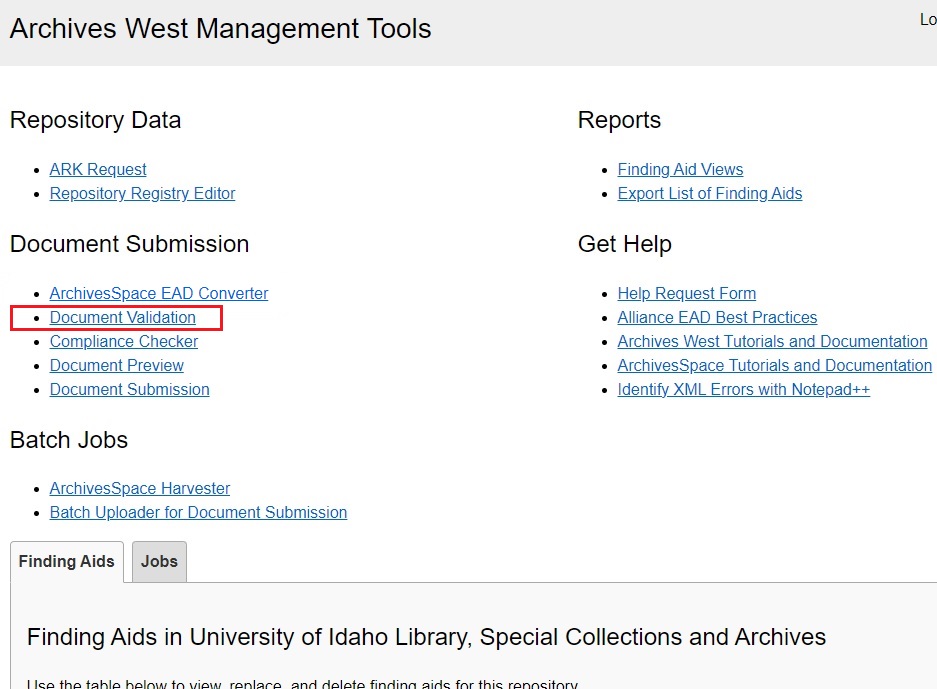 Archives West Management Tools
Lo
Repository Data
ARK Request
Repository Registry Editor
Document Submission
ArchivesSpace EAD Converter
Document Validation
Compliance Checker
Document Preview
Document Submission
Batch Jobs
ArchivesSpace Harvester
Batch Uploader for Document Submission
Reports
Finding Aid Views
Export List of Finding Aids
Get Help
Help Request Form
Alliance EAD Best Practices
Archives West Tutorials and Documentation
ArchivesSpace Tutorials and Documentation
Identify XML Errors with Notepad++
Finding Aids Jobs
Finding Aids in University of Idaho Library, Special Collections and Archives
Use the table below to view, replace, and delete finding aids for this repository.